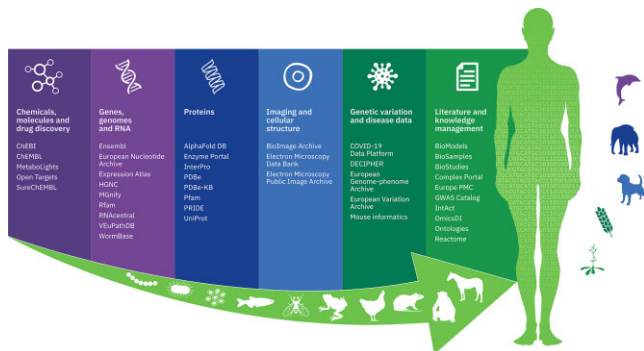 Chemicals,
molecules and
drug discovery
ChEBI
ChEMBL
MetaboLights
Open Targets
SureChEMBL
Genes,
genomes
and RNA
Ensembl
European Nucleotide
Archive
Expression Atlas
HGNC
MGnify
Rfam
RNAcentral
VEuPathDB
WormBase
Proteins
AlphaFold DB
Enzyme Portal
InterPro
PDBe
PDBe-KB
Pfam
PRIDE
UniProt
Imaging and
cellular
structure
BioImage Archive
Electron Microscopy
Data Bank
Electron Microscopy
Public Image Archive
Genetic variation
and disease data
COVID-19
Data Platform
DECIPHER
European
Genome-phenome
Archive
European Variation
Archive
Mouse informatics
Literature and
knowledge
management
BioModels
BioSamples
BioStudies
Complex Portal
Europe PMC
GWAS Catalog
IntAct
OmicsDI
Ontologies
Reactome